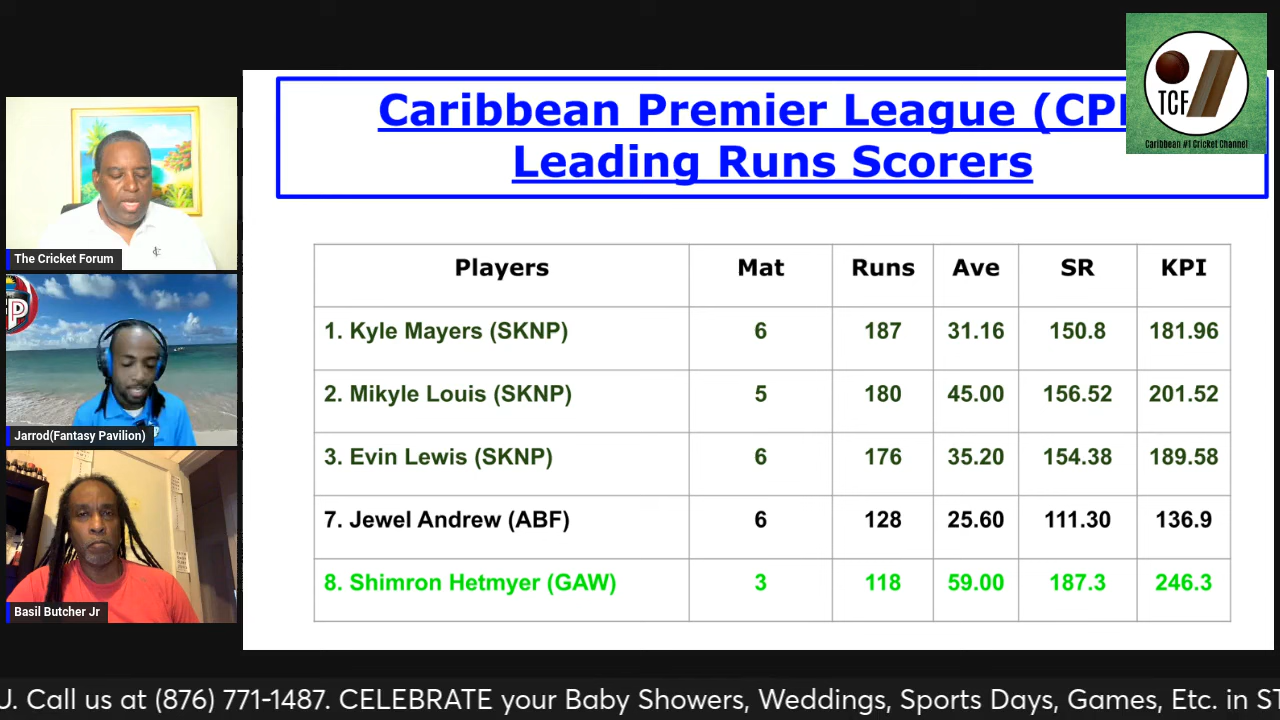 Caribbean Premier League (CP
Leading Runs Scorers
TCF
Caribbean #1 Cricket Channel
The Cricket Forum
P
Jarrod(Fantasy Pavilion)
Basil Butcher Jr
Players Mat Runs Ave SR KPI
1. Kyle Mayers (SKNP) 6 187 31.16 150.8 181.96
2. Mikyle Louis (SKNP) 5 180 45.00 156.52 201.52
3. Evin Lewis (SKNP) 6 176 35.20 154.38 189.58
7. Jewel Andrew (ABF) 6 128 25.60 111.30 136.9
8. Shimron Hetmyer (GAW) 3 118 59.00 187.3 246.3
J. Call us at (876) 771-1487. CELEBRATE your Baby Showers, Weddings, Sports Days, Games, Etc. in ST